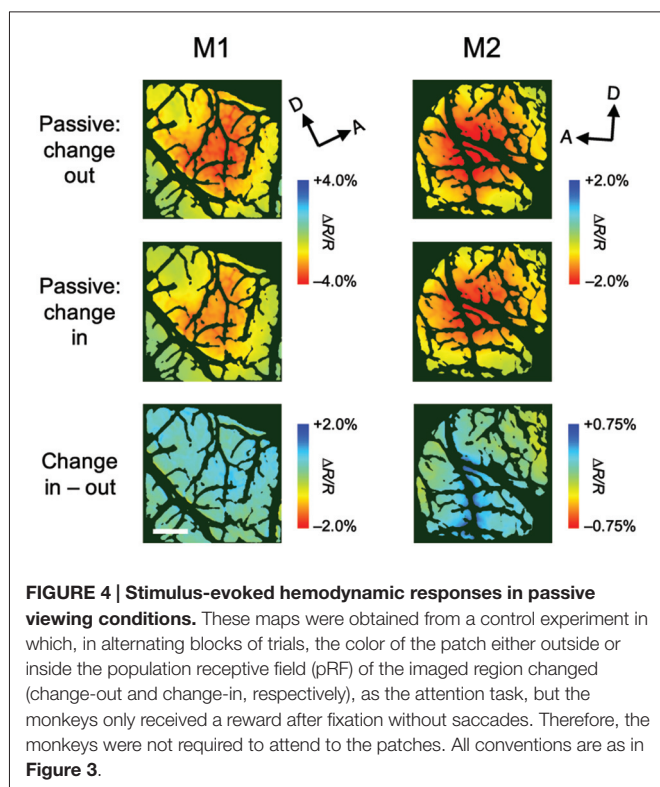 M1
M2
Passive:
change
out
D
A
+4.0%
ΔR/R
−4.0%
D
A
+2.0%
ΔR/R
−2.0%
Passive:
change
in
Change
in – out
+2.0%
ΔR/R
−2.0%
+0.75%
ΔR/R
−0.75%
FIGURE 4 | Stimulus-evoked hemodynamic responses in passive
viewing conditions. These maps were obtained from a control experiment in
which, in alternating blocks of trials, the color of the patch either outside or
inside the population receptive field (pRF) of the imaged region changed
(change-out and change-in, respectively), as the attention task, but the
monkeys only received a reward after fixation without saccades. Therefore, the
monkeys were not required to attend to the patches. All conventions are as in
Figure 3.